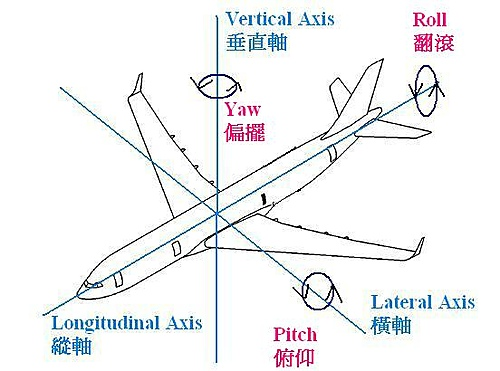 Vertical Axis
垂直軸
Roll
翻滾
Yaw
偏擺
Longitudinal Axis
縱軸
Lateral Axis
橫軸
Pitch
俯仰